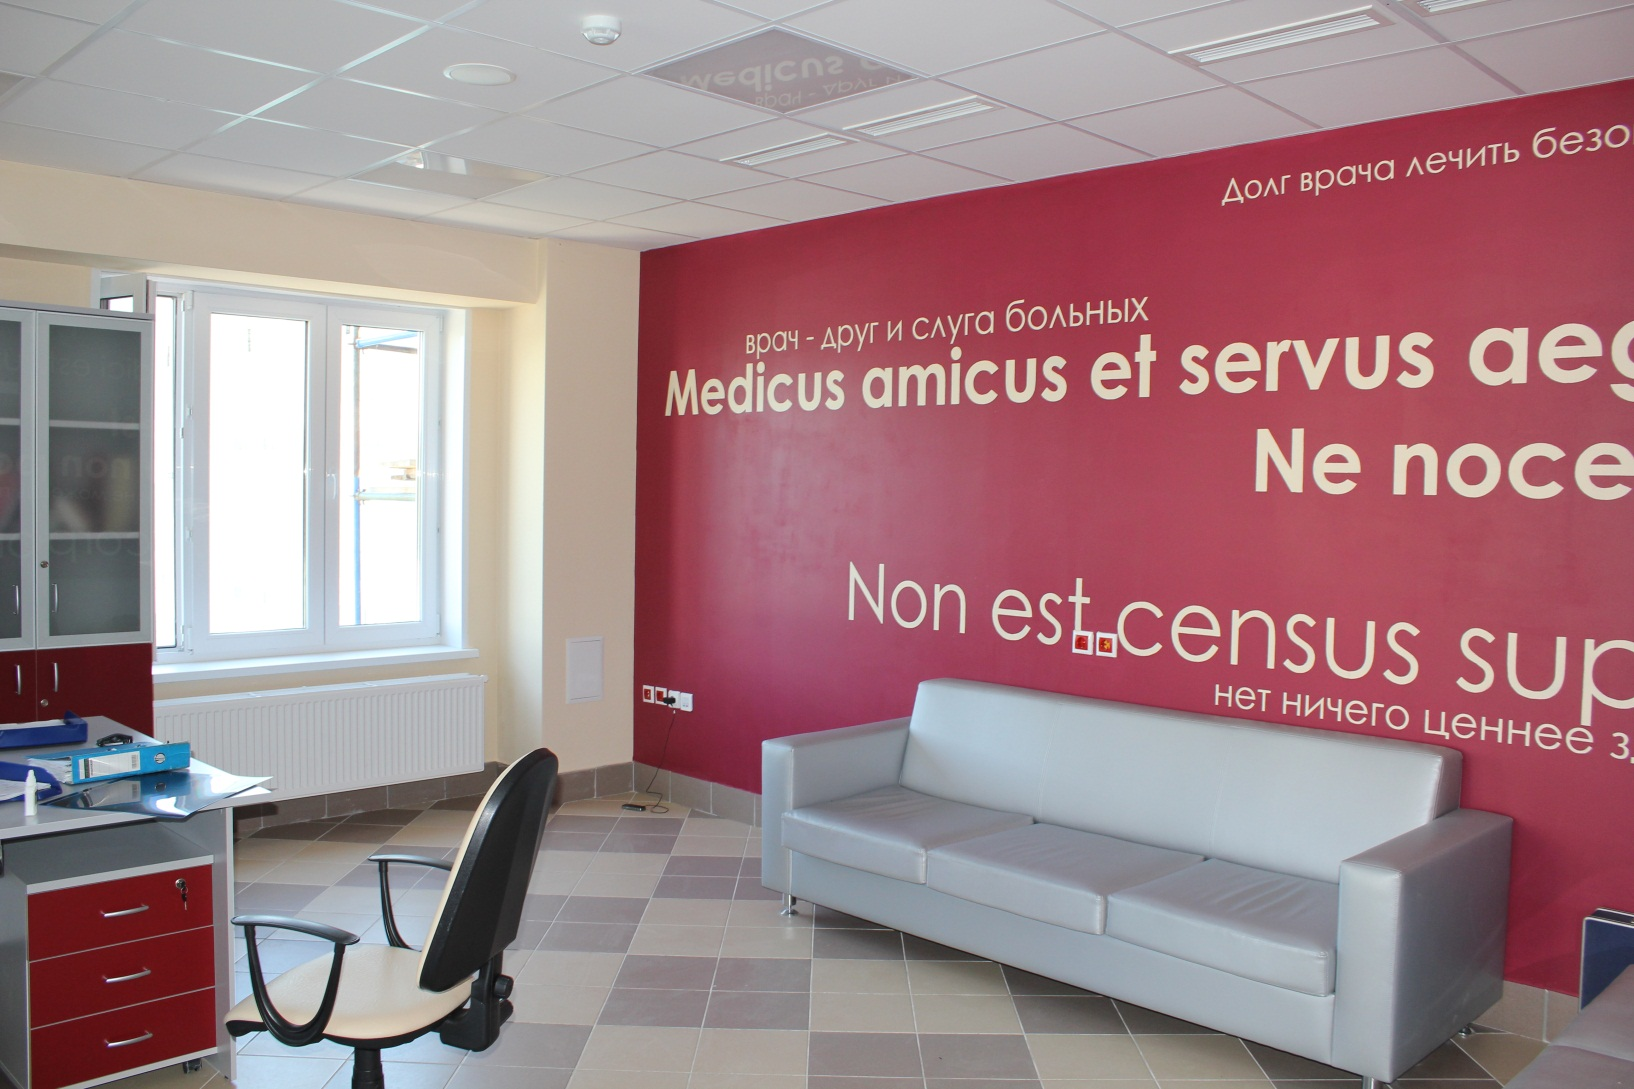 Долг врача лечить безо
врач - друг и слуга больных
Medicus amicus et servus aeg
Ne noce
Non est census sup
нет ничего ценнее з